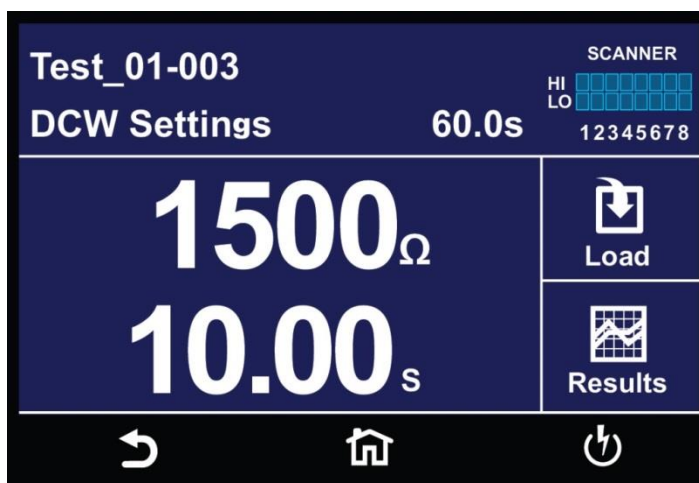 Test_01-003
DCW Settings 60.0s
SCANNER
HI
LO
12345678
1500Ω
10.00s
Load
Results